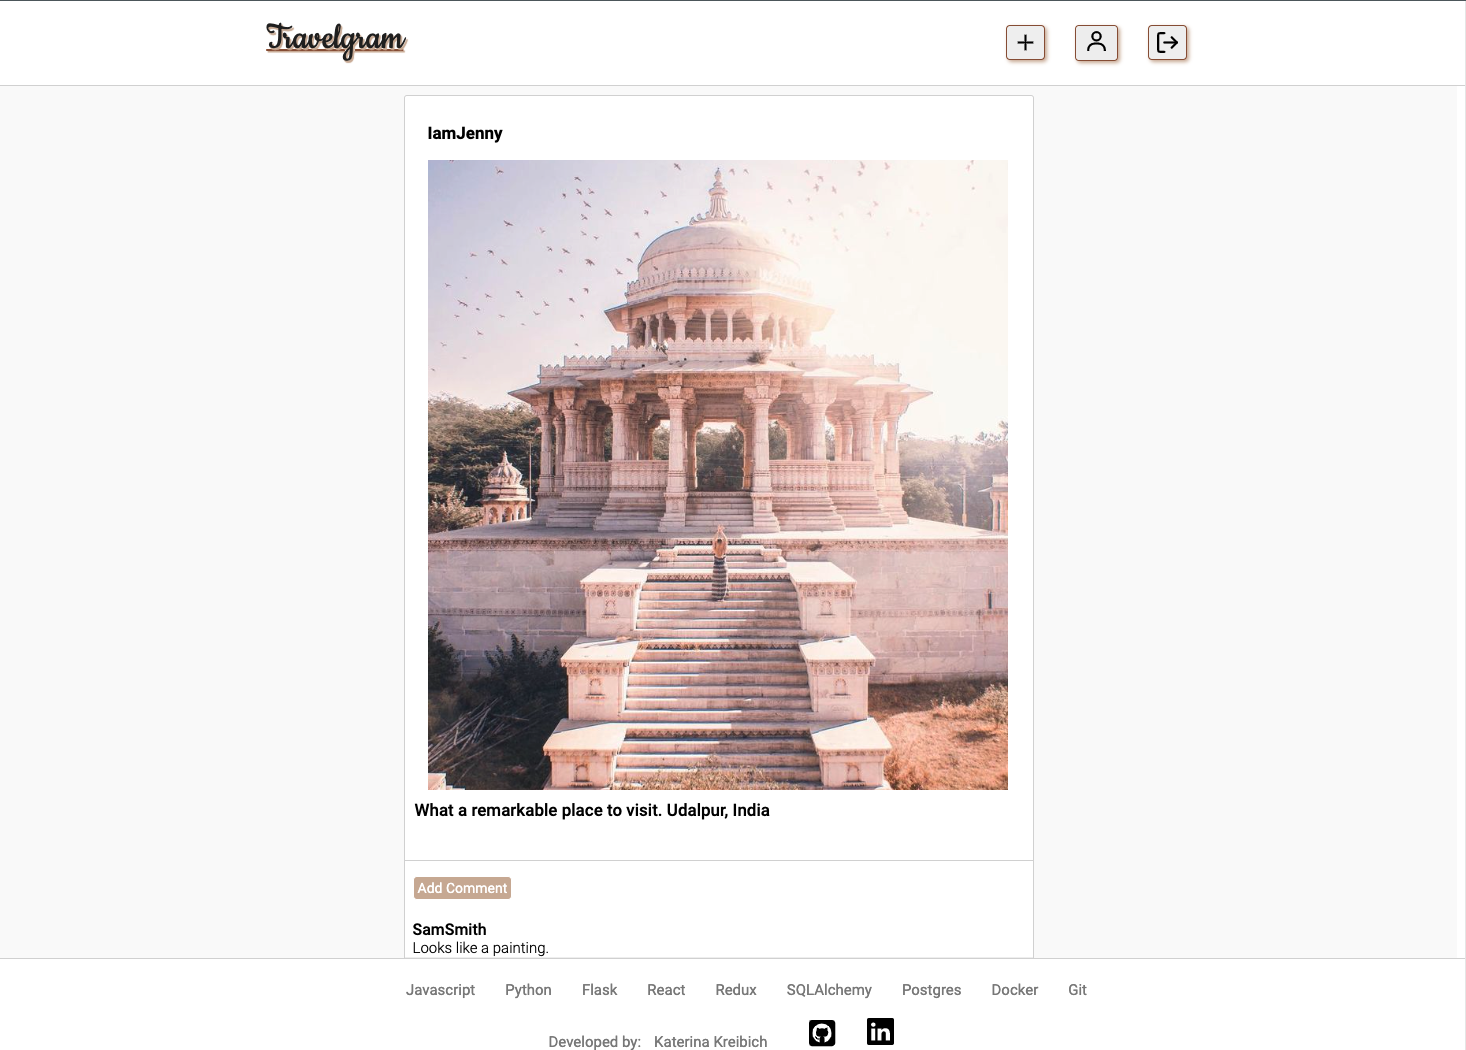 Travelgram
IamJenny
What a remarkable place to visit. Udalpur, India
Add Comment
SamSmith
Looks like a painting.
Javascript Python Flask React Redux SQLAlchemy Postgres Docker Git
Developed by: Katerina Kreibich in